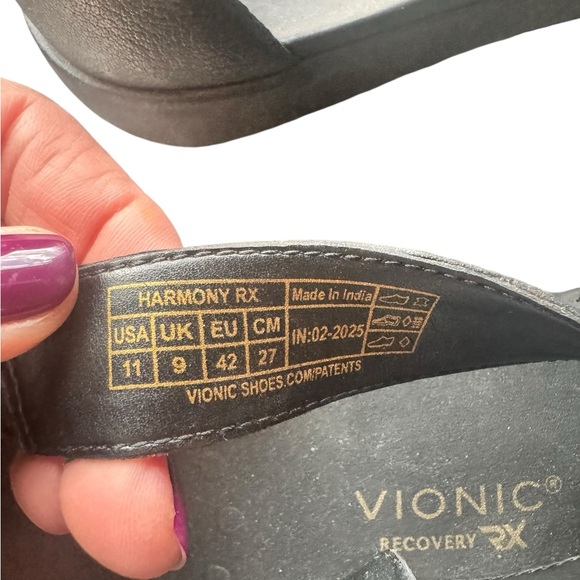 HARMONY RX
Made in India
USA UK EU CM
IN:02-2025
11 9 42 27
VIONIC SHOES.COM/PATENTS
VIONIC®
RECOVERY RX